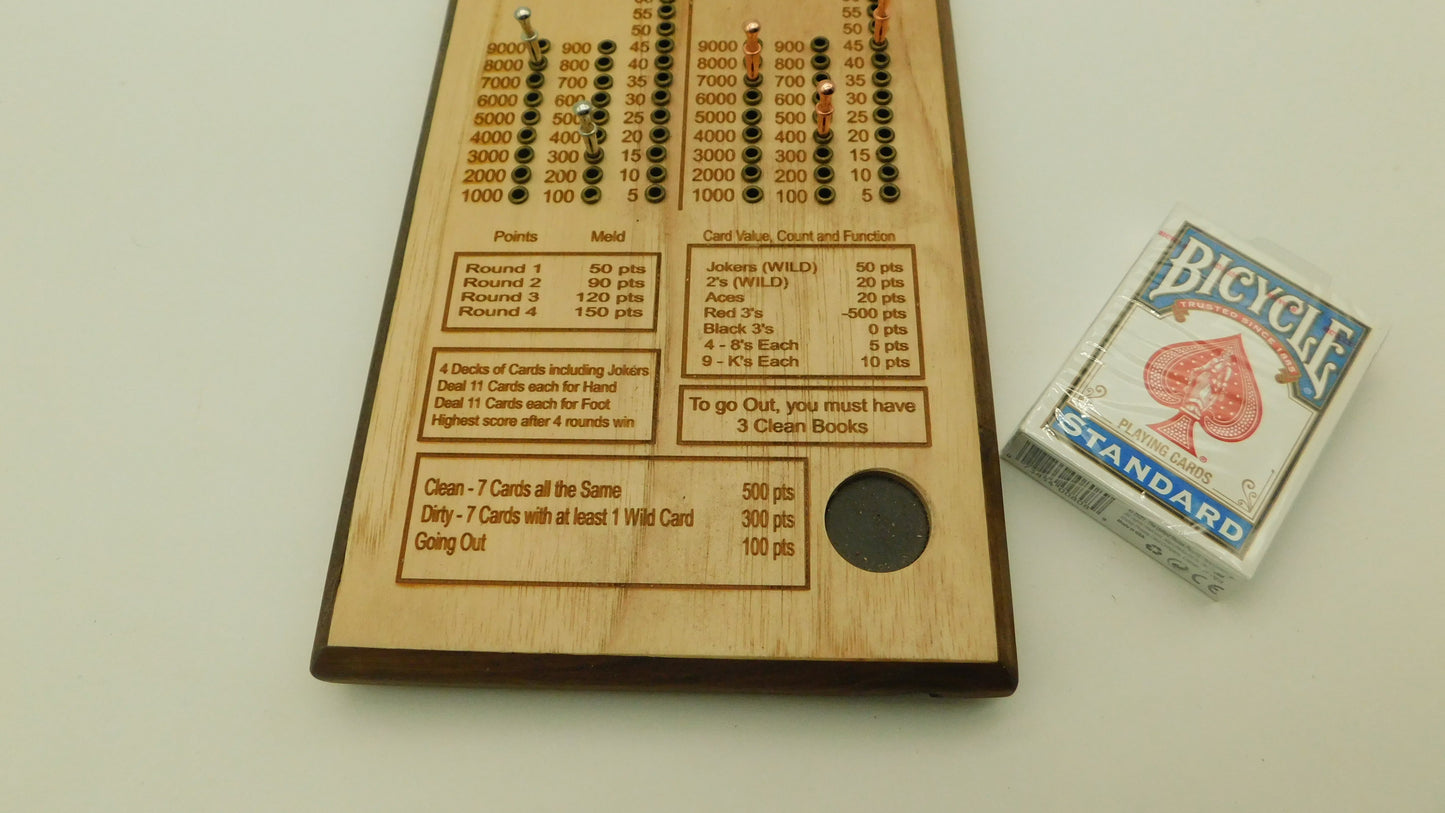 55 55
50 50
9000 900 45 9000 900 45
8000 800 40 8000 800 40
7000 700 35 7000 700 35
6000 600 30 6000 600 30
5000 500 25 5000 500 25
4000 400 20 4000 400 20
3000 300 15 3000 300 15
2000 200 10 2000 200 10
1000 100 5 1000 100 5
Points Meld
Round 1 50 pts
Round 2 90 pts
Round 3 120 pts
Round 4 150 pts
Card Value, Count and Function
Jokers (WILD) 50 pts
2's (WILD) 20 pts
Aces 20 pts
Red 3's -500 pts
Black 3's 0 pts
4 - 8's Each 5 pts
9 - K's Each 10 pts
4 Decks of Cards including Jokers
Deal 11 Cards each for Hand
Deal 11 Cards each for Foot
Highest score after 4 rounds win
To go Out, you must have
3 Clean Books
Clean - 7 Cards all the Same 500 pts
Dirty - 7 Cards with at least 1 Wild Card 300 pts
Going Out 100 pts
BICYCLE
TRUSTED SINCE 1885
PLAYING CARDS
STANDARD